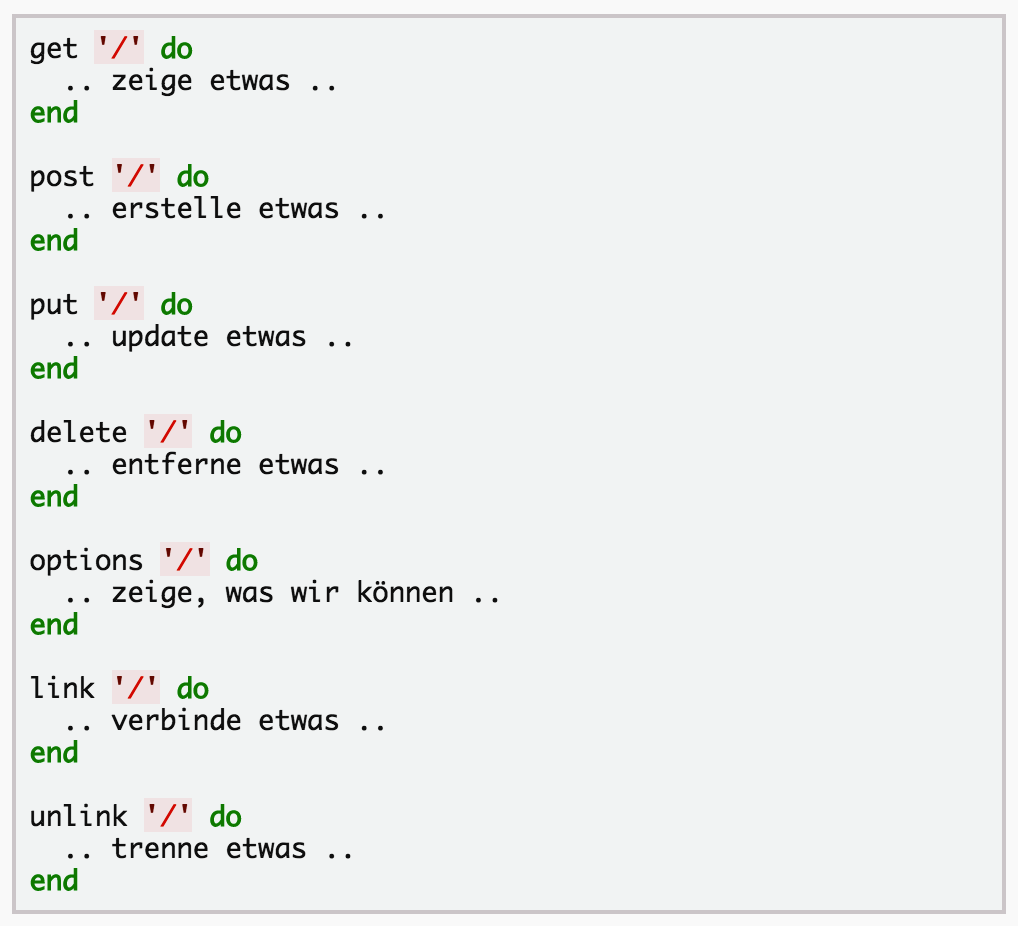 get '/' do
  .. zeige etwas ..
end

post '/' do
  .. erstelle etwas ..
end

put '/' do
  .. update etwas ..
end

delete '/' do
  .. entferne etwas ..
end

options '/' do
  .. zeige, was wir können ..
end

link '/' do
  .. verbinde etwas ..
end

unlink '/' do
  .. trenne etwas ..
end